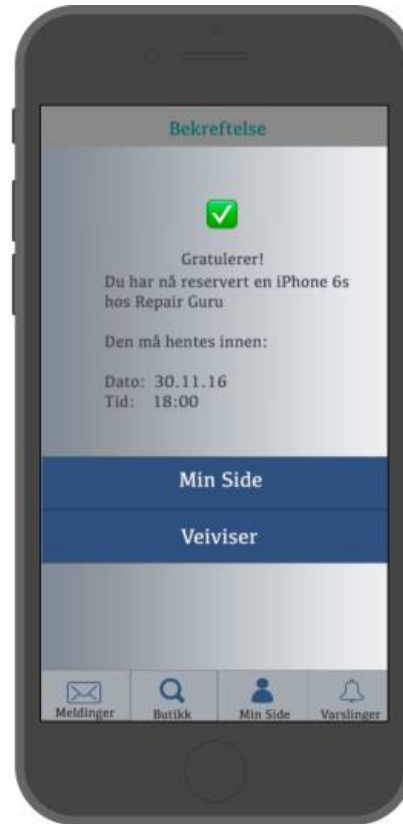 Bekreftelse
Gratulerer!
Du har nå reservert en iPhone 6s
hos Repair Guru
Den må hentes innen:
Dato: 30.11.16
Tid: 18:00
Min Side
Veiviser
Meldinger Butikk Min Side Varslinger